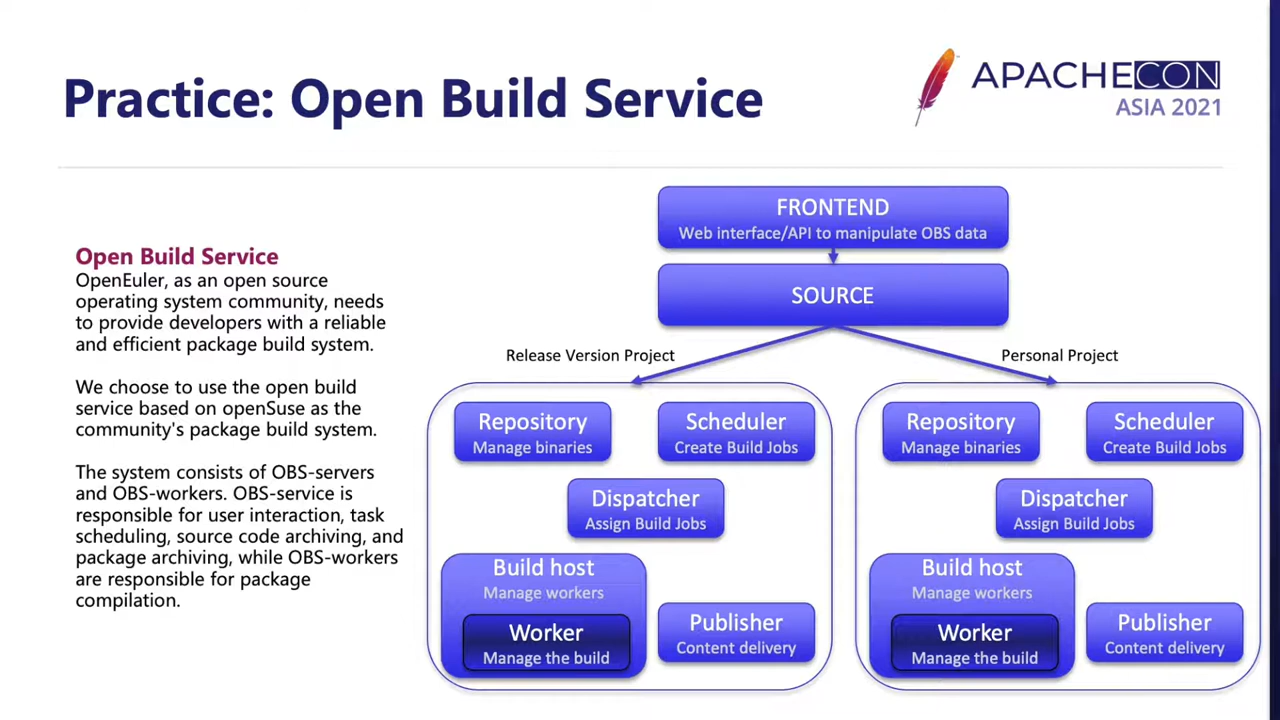 Practice: Open Build Service
APACHECON
ASIA 2021
Open Build Service
OpenEuler, as an open source
operating system community, needs
to provide developers with a reliable
and efficient package build system.
We choose to use the open build
service based on openSuse as the
community's package build system.
The system consists of OBS-servers
and OBS-workers. OBS-service is
responsible for user interaction, task
scheduling, source code archiving, and
package archiving, while OBS-workers
are responsible for package
compilation.
FRONTEND
Web interface/API to manipulate OBS data
SOURCE
Release Version Project
Personal Project
Repository
Manage binaries
Scheduler
Create Build Jobs
Dispatcher
Assign Build Jobs
Build host
Manage workers
Worker
Manage the build
Publisher
Content delivery
Repository
Manage binaries
Scheduler
Create Build Jobs
Dispatcher
Assign Build Jobs
Build host
Manage workers
Worker
Manage the build
Publisher
Content delivery